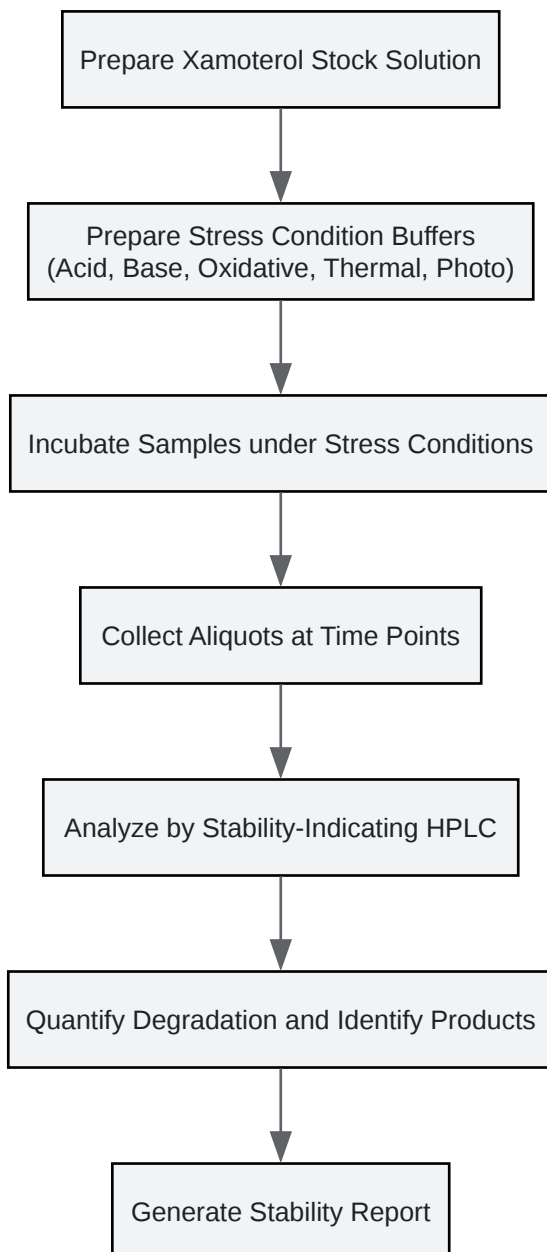 Prepare Xamoterol Stock Solution
Prepare Stress Condition Buffers
(Acid, Base, Oxidative, Thermal, Photo)
Incubate Samples under Stress Conditions
Collect Aliquots at Time Points
Analyze by Stability-Indicating HPLC
Quantify Degradation and Identify Products
Generate Stability Report